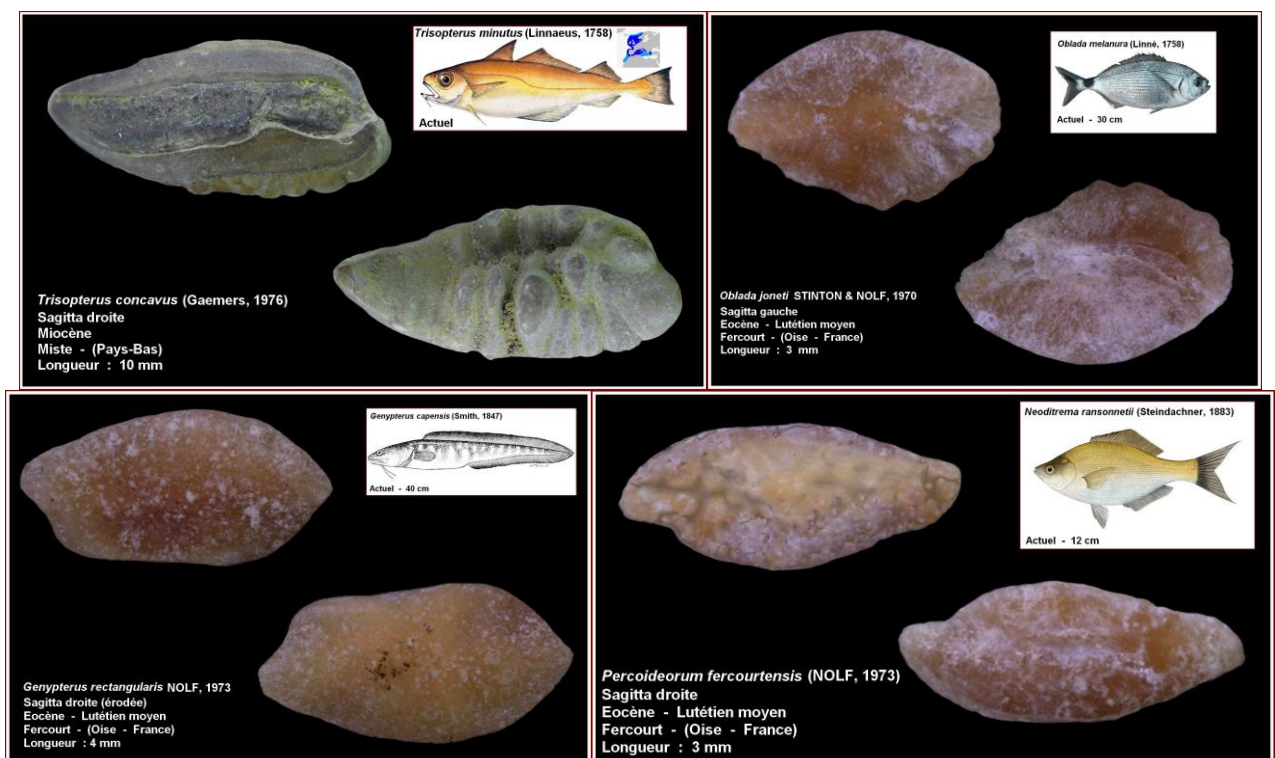 Trisopterus minutus (Linnaeus, 1758)
Actuel
Trisopterus concavus (Gaemers, 1976)
Sagitta droite
Miocène
Miste - (Pays-Bas)
Longueur : 10 mm
Oblada melanura (Linné, 1758)
Actuel - 30 cm
Oblada joneti STINTON & NOLF, 1970
Sagitta gauche
Eocène - Lutétien moyen
Fercourt - (Oise - France)
Longueur : 3 mm
Genypterus capensis (Smith, 1847)
Actuel - 40 cm
Genypterus rectangularis NOLF, 1973
Sagitta droite (érodée)
Eocène - Lutétien moyen
Fercourt - (Oise - France)
Longueur : 4 mm
Neoditrema ransonnetii (Steindachner, 1883)
Actuel - 12 cm
Percoideorum fercourtensis (NOLF, 1973)
Sagitta droite
Eocène - Lutétien moyen
Fercourt - (Oise - France)
Longueur : 3 mm